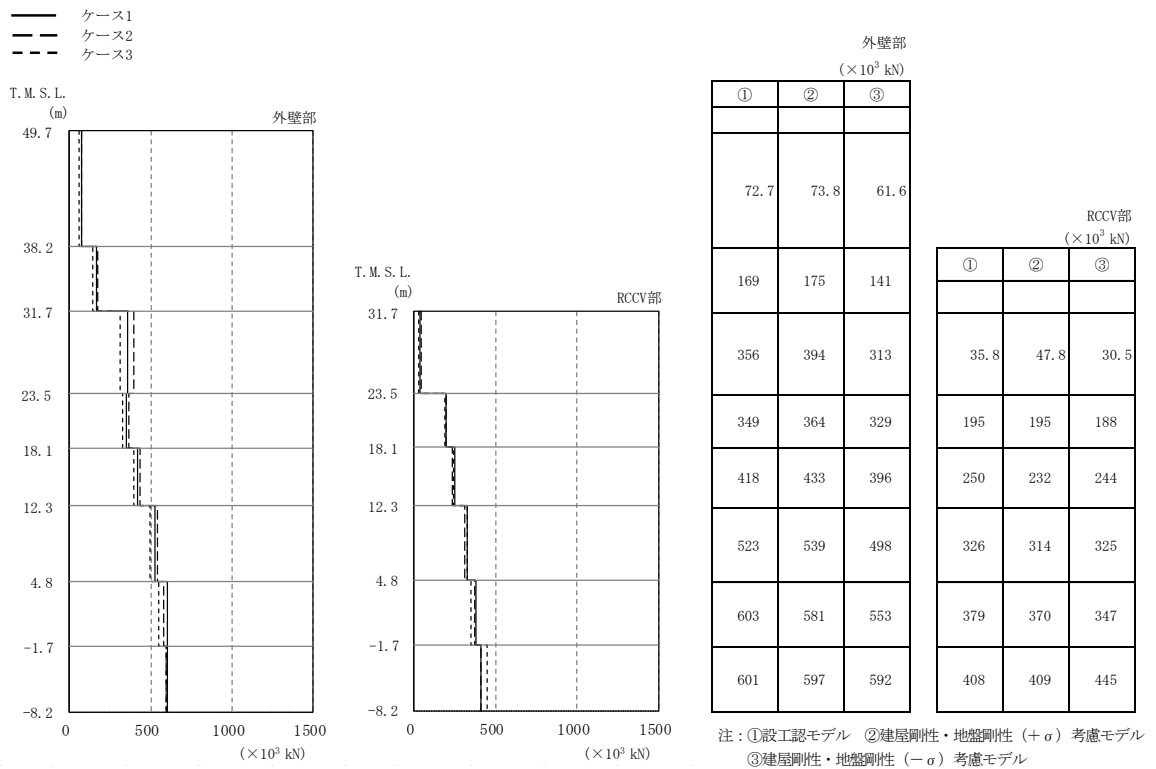 ケース1
ケース2
ケース3
T.M.S.L.
(m)
外壁部
49.7
38.2
31.7
23.5
18.1
12.3
4.8
-1.7
-8.2
0 500 1000 1500
(×10³ kN)
T.M.S.L.
(m)
RCCV部
31.7
23.5
18.1
12.3
4.8
-1.7
-8.2
0 500 1000 1500
(×10³ kN)
外壁部
(×10³ kN)
① ② ③
72.7 73.8 61.6
169 175 141
356 394 313
349 364 329
418 433 396
523 539 498
603 581 553
601 597 592
RCCV部
(×10³ kN)
① ② ③
35.8 47.8 30.5
195 195 188
250 232 244
326 314 325
379 370 347
408 409 445
注：①設工認モデル ②建屋剛性・地盤剛性（＋σ）考慮モデル
③建屋剛性・地盤剛性（－σ）考慮モデル